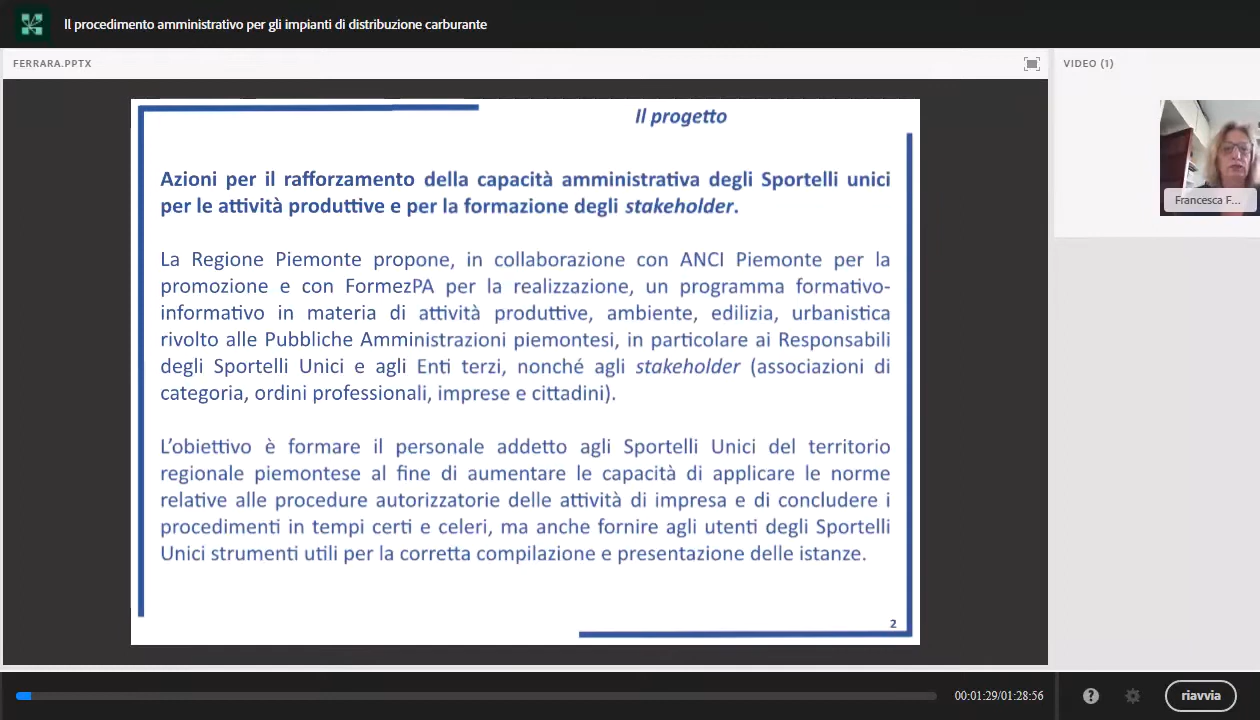 Il procedimento amministrativo per gli impianti di distribuzione carburante
FERRARA.PPTX
VIDEO (1)
Il progetto
Azioni per il rafforzamento della capacità amministrativa degli Sportelli unici
per le attività produttive e per la formazione degli stakeholder.
La Regione Piemonte propone, in collaborazione con ANCI Piemonte per la
promozione e con FormezPA per la realizzazione, un programma formativo-
informativo in materia di attività produttive, ambiente, edilizia, urbanistica
rivolto alle Pubbliche Amministrazioni piemontesi, in particolare ai Responsabili
degli Sportelli Unici e agli Enti terzi, nonché agli stakeholder (associazioni di
categoria, ordini professionali, imprese e cittadini).
L'obiettivo è formare il personale addetto agli Sportelli Unici del territorio
regionale piemontese al fine di aumentare le capacità di applicare le norme
relative alle procedure autorizzatorie delle attività di impresa e di concludere i
procedimenti in tempi certi e celeri, ma anche fornire agli utenti degli Sportelli
Unici strumenti utili per la corretta compilazione e presentazione delle istanze.
2
Francesca F...
00:01:29/01:28:56
riavvia